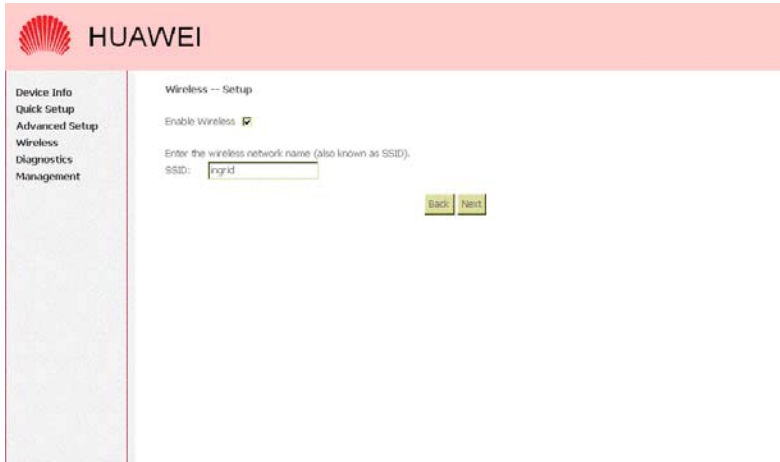 HUAWEI
Device Info
Quick Setup
Advanced Setup
Wireless
Diagnostics
Management
Wireless -- Setup
Enable Wireless
Enter the wireless network name (also known as SSID).
SSID: ingrid
Back Next